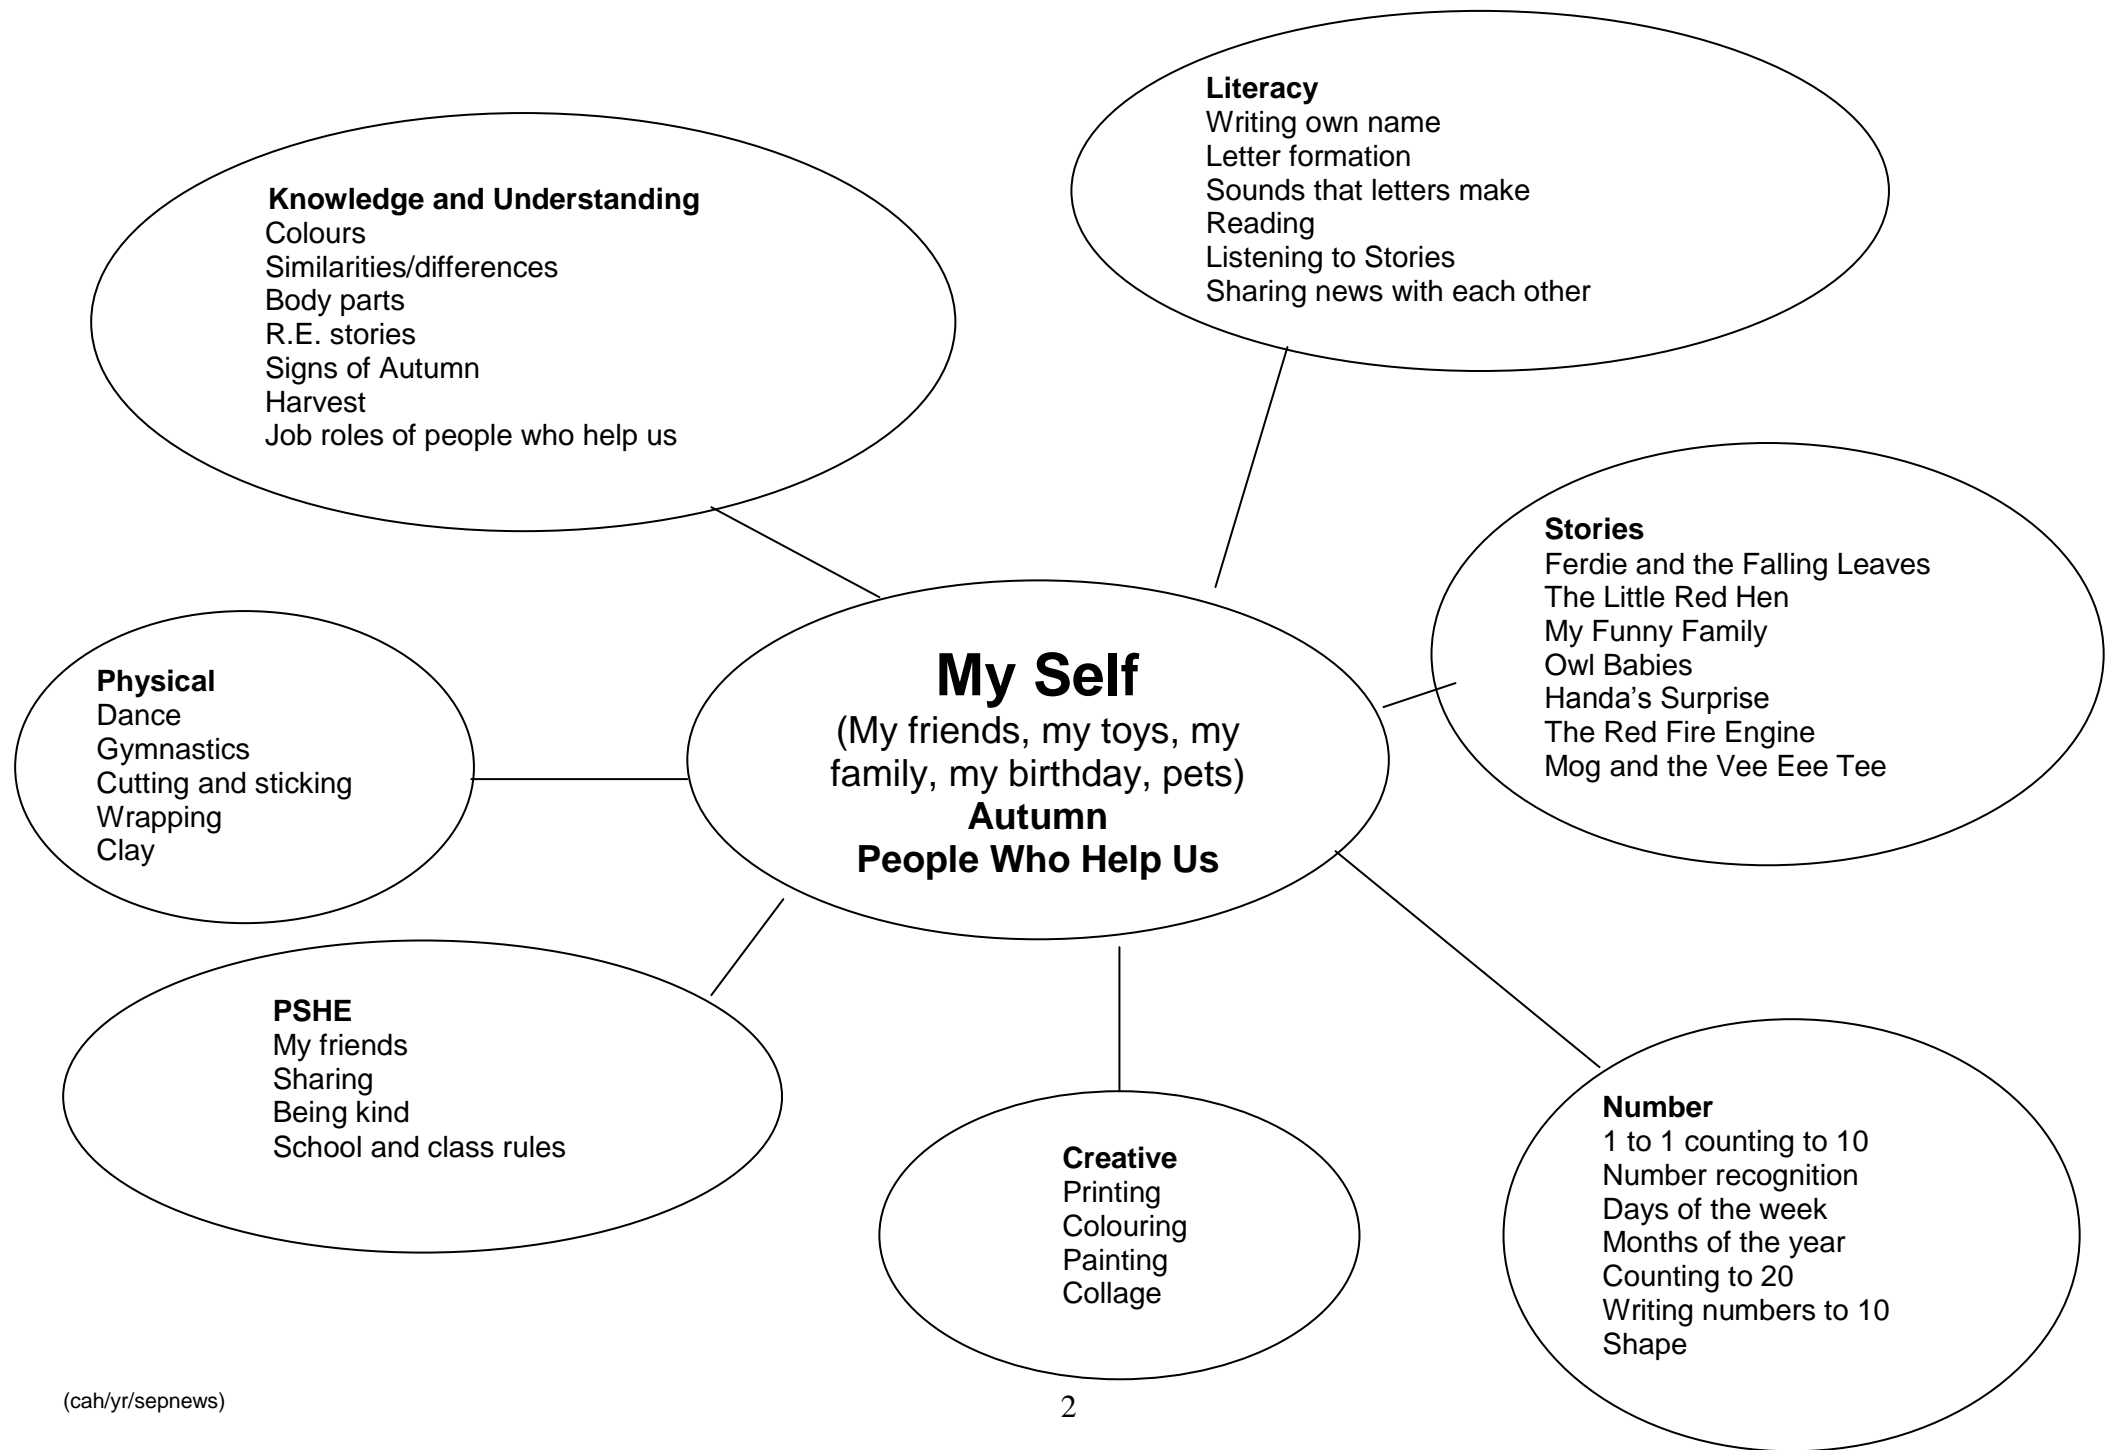 Literacy
Writing own name
Letter formation
Sounds that letters make
Reading
Listening to Stories
Sharing news with each other
Knowledge and Understanding
Colours
Similarities/differences
Body parts
R.E. stories
Signs of Autumn
Harvest
Job roles of people who help us
Stories
Ferdie and the Falling Leaves
The Little Red Hen
My Funny Family
Owl Babies
Handa's Surprise
The Red Fire Engine
Mog and the Vee Eee Tee
My Self
(My friends, my toys, my
family, my birthday, pets)
Autumn
People Who Help Us
Physical
Dance
Gymnastics
Cutting and sticking
Wrapping
Clay
PSHE
My friends
Sharing
Being kind
School and class rules
Creative
Printing
Colouring
Painting
Collage
Number
1 to 1 counting to 10
Number recognition
Days of the week
Months of the year
Counting to 20
Writing numbers to 10
Shape
(cah/yr/sepnews)
2